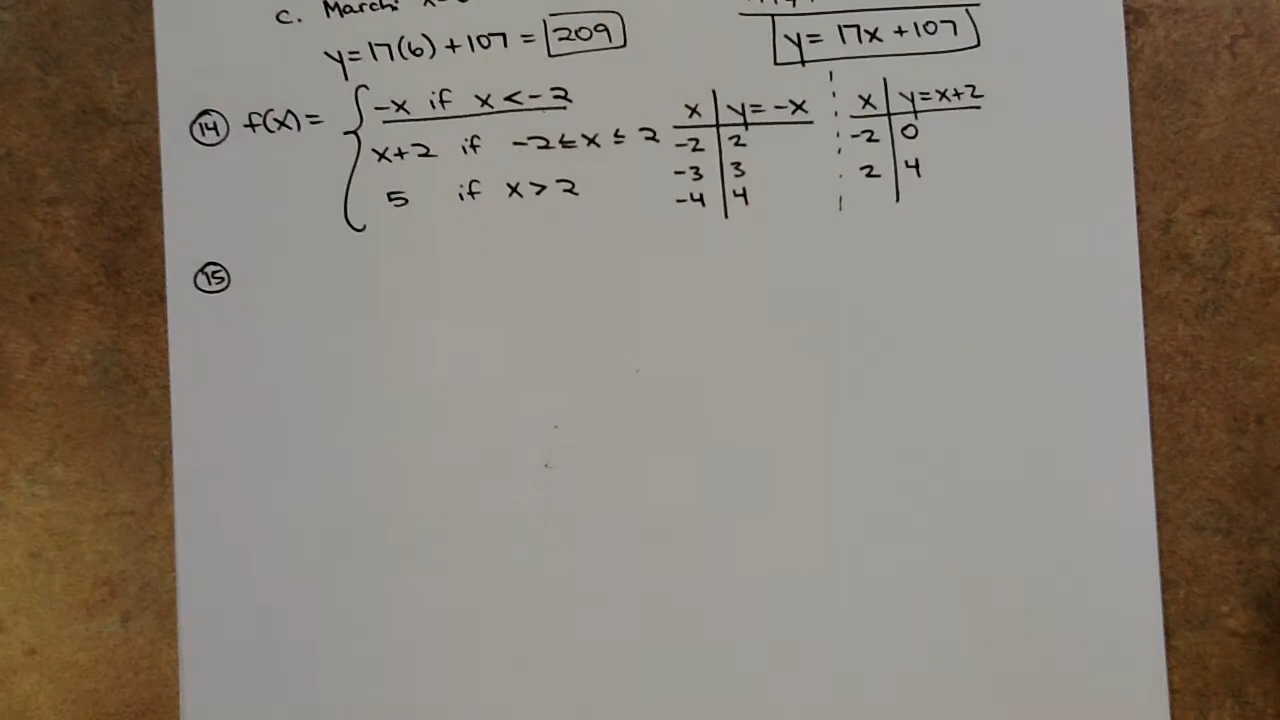 c. March:
y = 17(6) + 107 = 209
y = 17x + 107
14 f(x) = { -x if x < -2
x+2 if -2 ≤ x ≤ 2
5 if x > 2
x | y = -x
-2 | 2
-3 | 3
-4 | 4
x | y = x+2
-2 | 0
2 | 4
15